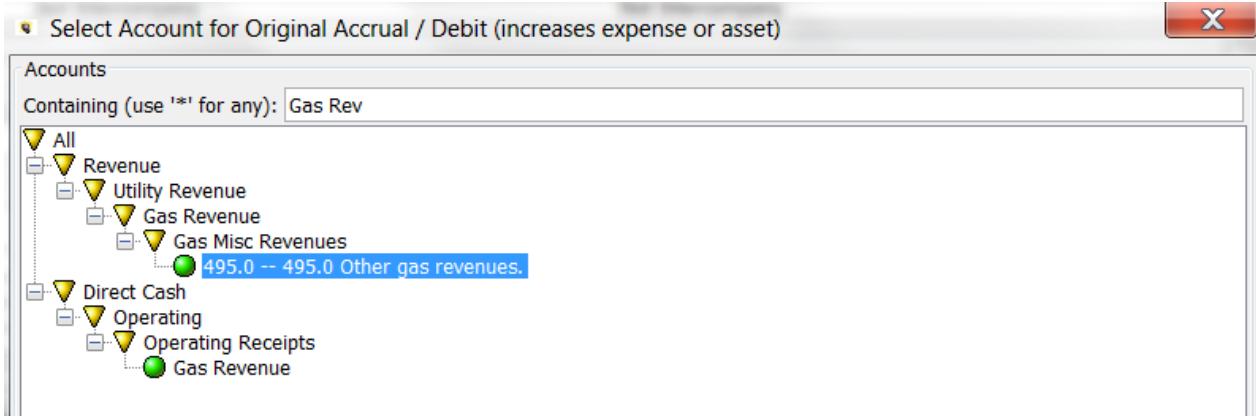 Select Account for Original Accrual / Debit (increases expense or asset)
Accounts
Containing (use '*' for any): Gas Rev
All
Revenue
Utility Revenue
Gas Revenue
Gas Misc Revenues
495.0 -- 495.0 Other gas revenues.
Direct Cash
Operating
Operating Receipts
Gas Revenue